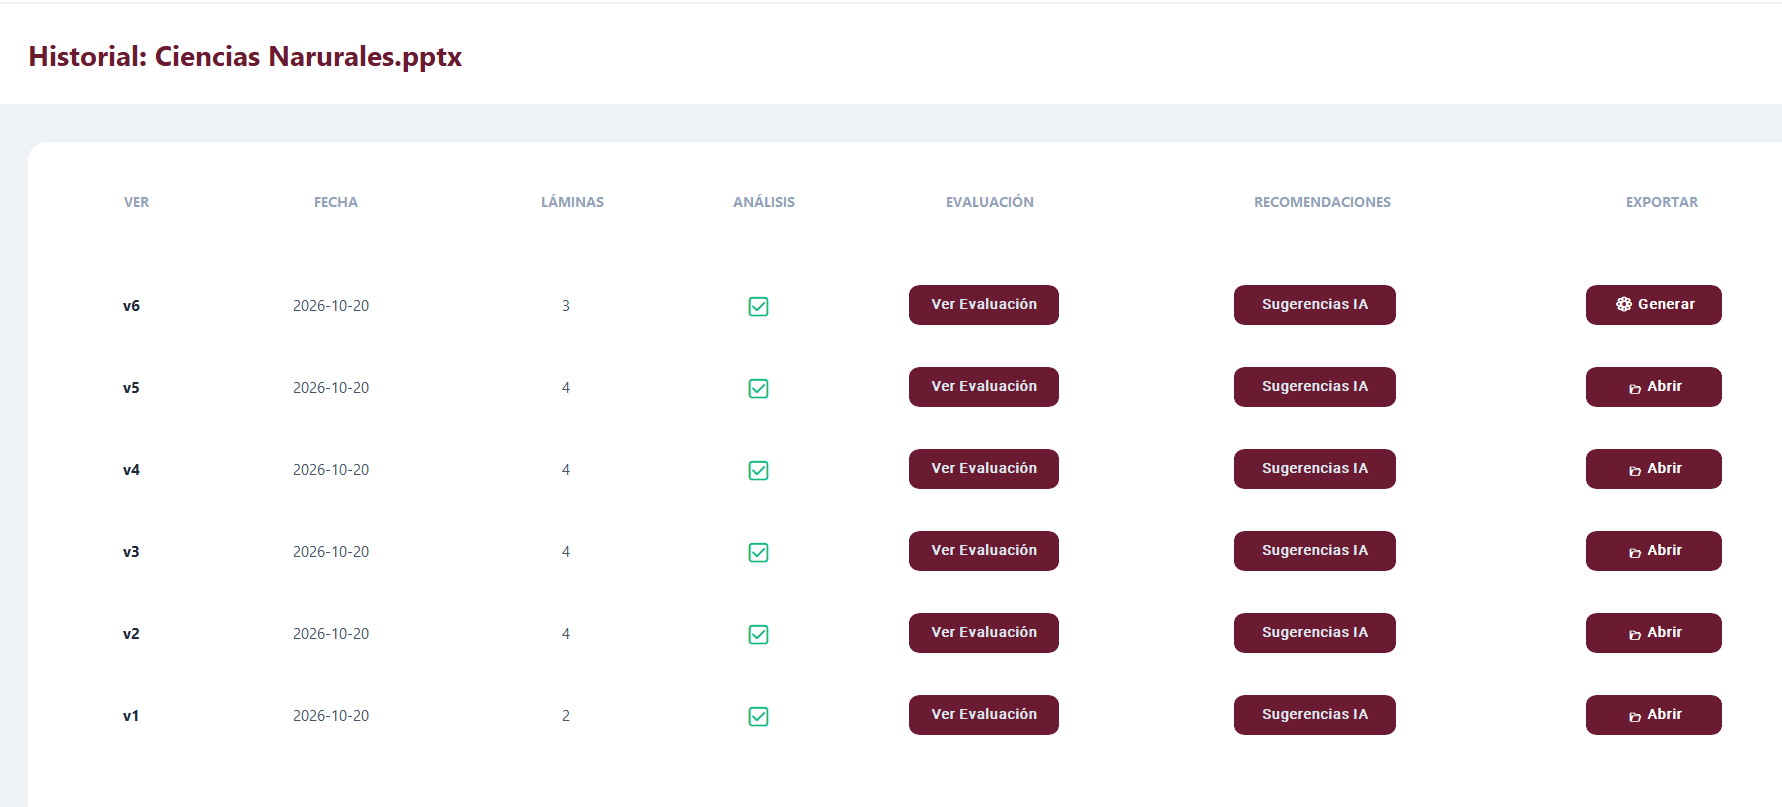 Historial: Ciencias Narurales.pptx
VER FECHA LÁMINAS ANÁLISIS EVALUACIÓN RECOMENDACIONES EXPORTAR
v6 2026-10-20 3 Ver Evaluación Sugerencias IA Generar
v5 2026-10-20 4 Ver Evaluación Sugerencias IA Abrir
v4 2026-10-20 4 Ver Evaluación Sugerencias IA Abrir
v3 2026-10-20 4 Ver Evaluación Sugerencias IA Abrir
v2 2026-10-20 4 Ver Evaluación Sugerencias IA Abrir
v1 2026-10-20 2 Ver Evaluación Sugerencias IA Abrir